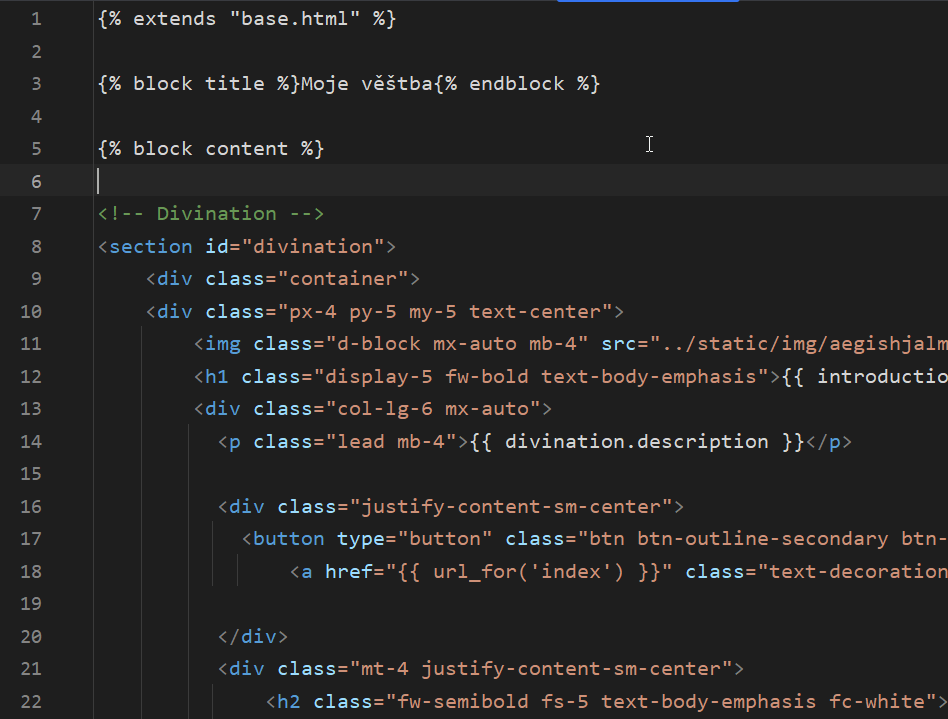 1 {% extends "base.html" %}
2
3 {% block title %}Moje věštba{% endblock %}
4
5 {% block content %}
6
7 <!-- Divination -->
8 <section id="divination">
9 <div class="container">
10 <div class="px-4 py-5 my-5 text-center">
11 <img class="d-block mx-auto mb-4" src="../static/img/aegishjalm
12 <h1 class="display-5 fw-bold text-body-emphasis">{{ introductio
13 <div class="col-lg-6 mx-auto">
14 <p class="lead mb-4">{{ divination.description }}</p>
15
16 <div class="justify-content-sm-center">
17 <button type="button" class="btn btn-outline-secondary btn-
18 <a href="{{ url_for('index') }}" class="text-decoration
19
20 </div>
21 <div class="mt-4 justify-content-sm-center">
22 <h2 class="fw-semibold fs-5 text-body-emphasis fc-white">